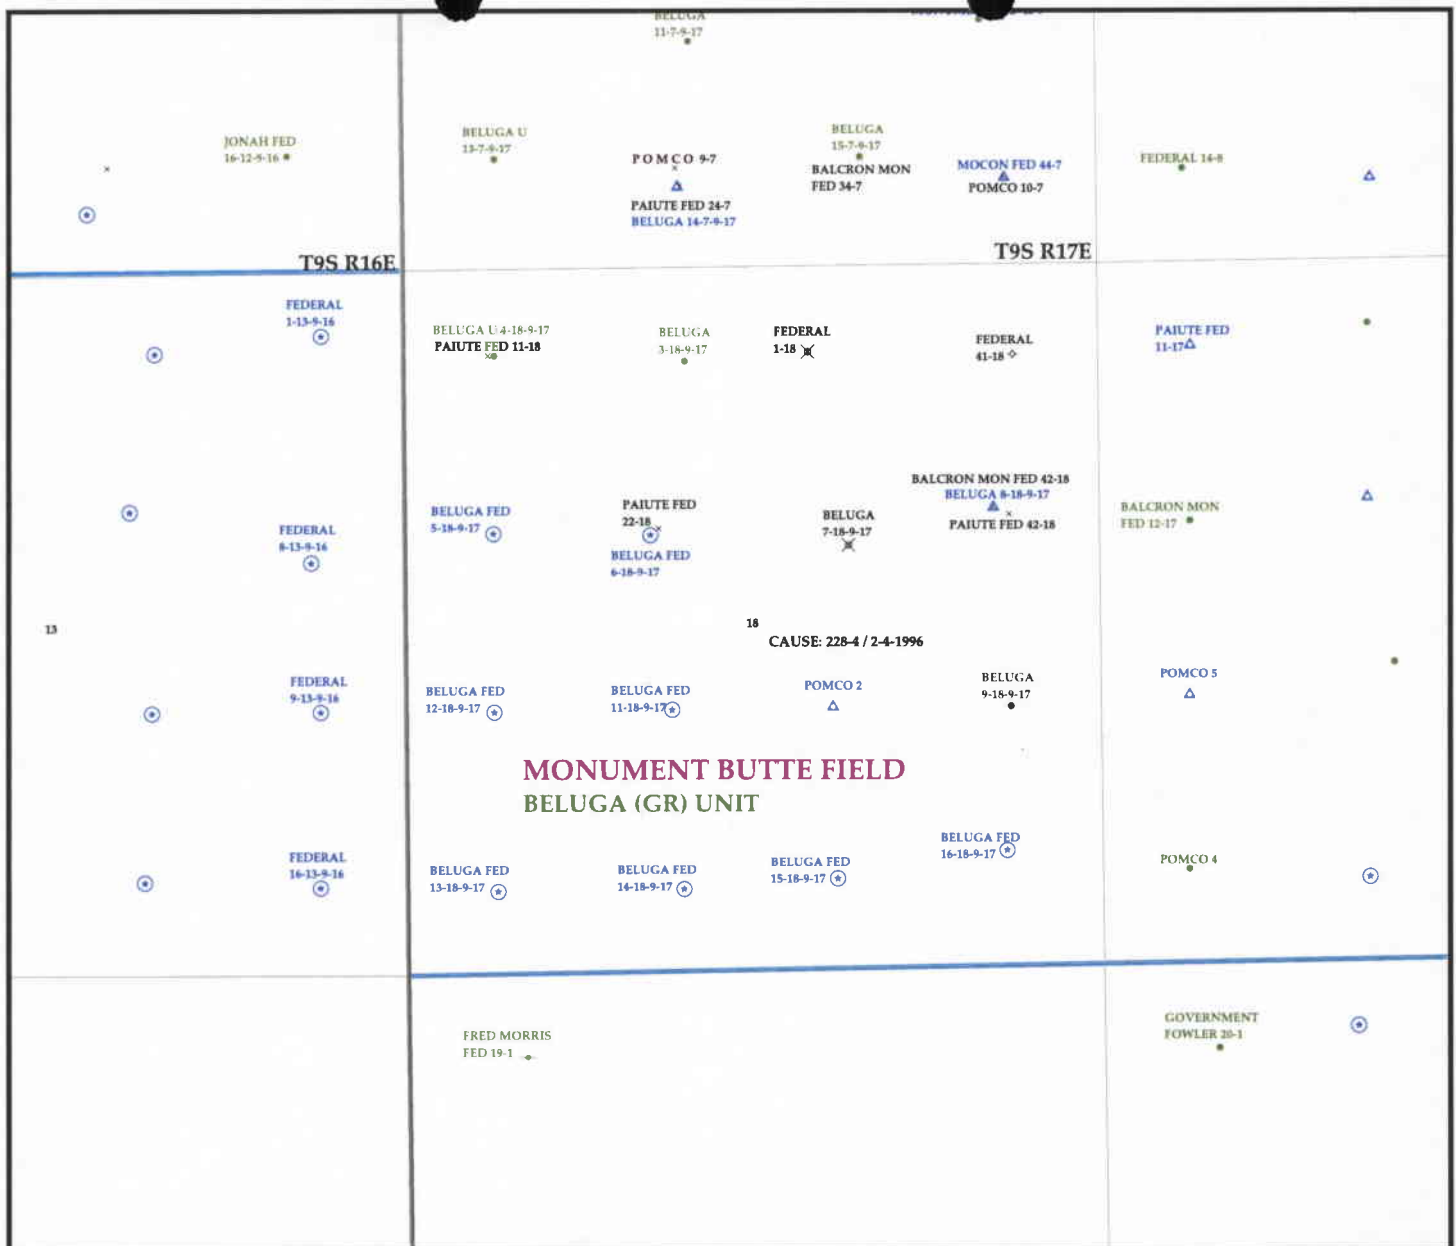 BELUGA
11-7-9-17
JONAH FED
16-12-9-16
BELUGA U
13-7-9-17
POMCO 9-7
PAIUTE FED 24-7
BELUGA 14-7-9-17
BELUGA
15-7-9-17
BALCRON MON
FED 34-7
MOCON FED 44-7
POMCO 10-7
FEDERAL 14-8
T9S R16E
T9S R17E
FEDERAL
1-13-9-16
BELUGA U 4-18-9-17
PAIUTE FED 11-18
BELUGA
3-18-9-17
FEDERAL
1-18
FEDERAL
41-18
PAIUTE FED
11-17
FEDERAL
8-13-9-16
BELUGA FED
5-18-9-17
PAIUTE FED
22-18
BELUGA FED
6-18-9-17
BELUGA
7-18-9-17
BALCRON MON FED 42-18
BELUGA 8-18-9-17
PAIUTE FED 42-18
BALCRON MON
FED 12-17
13
18
CAUSE: 228-4 / 2-4-1996
FEDERAL
9-13-9-16
BELUGA FED
12-18-9-17
BELUGA FED
11-18-9-17
POMCO 2
BELUGA
9-18-9-17
POMCO 5
MONUMENT BUTTE FIELD
BELUGA (GR) UNIT
FEDERAL
16-13-9-16
BELUGA FED
13-18-9-17
BELUGA FED
14-18-9-17
BELUGA FED
15-18-9-17
BELUGA FED
16-18-9-17
POMCO 4
FRED MORRIS
FED 19-1
GOVERNMENT
FOWLER 20-1